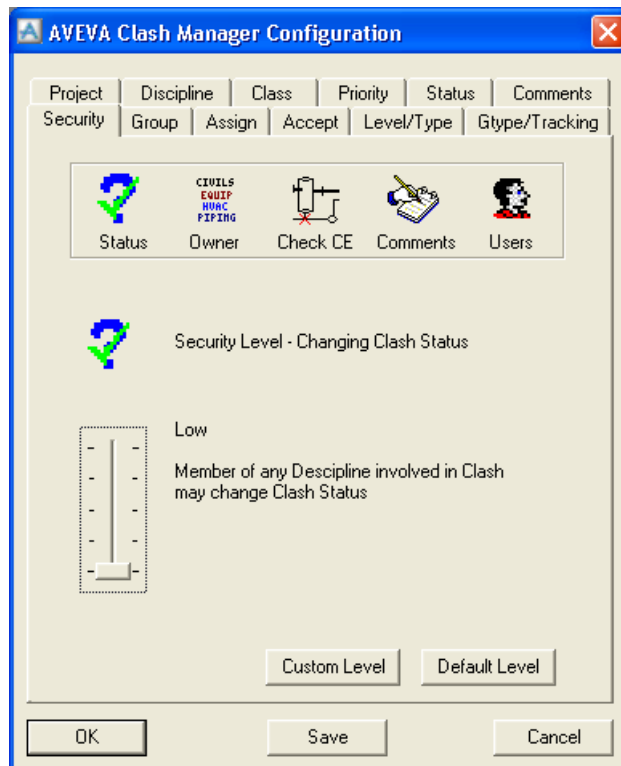 AVEVA Clash Manager Configuration
Project Discipline Class Priority Status Comments
Security Group Assign Accept Level/Type Gtype/Tracking
CIVILS
EQUIP
HVAC
PIPING
Status Owner Check CE Comments Users
Security Level - Changing Clash Status
Low
Member of any Descipline involved in Clash
may change Clash Status
Custom Level Default Level
OK Save Cancel